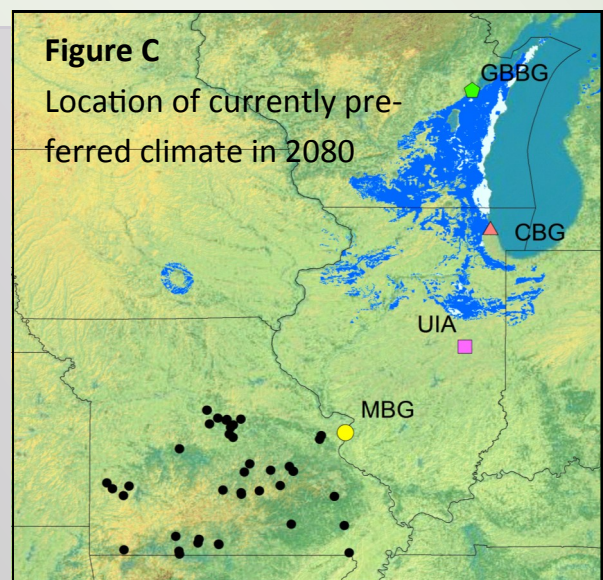 Figure C
Location of currently pre-
ferred climate in 2080
GBBG
CBG
UIA
MBG